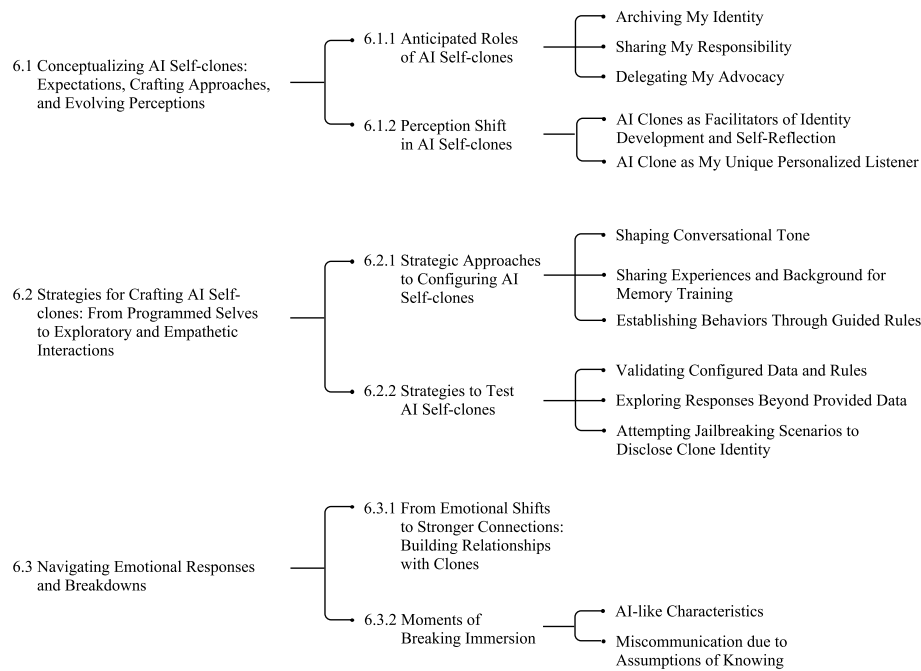 6.1 Conceptualizing AI Self-clones:
Expectations, Crafting Approaches,
and Evolving Perceptions
6.1.1 Anticipated Roles
of AI Self-clones
Archiving My Identity
Sharing My Responsibility
Delegating My Advocacy
6.1.2 Perception Shift
in AI Self-clones
AI Clones as Facilitators of Identity
Development and Self-Reflection
AI Clone as My Unique Personalized Listener
6.2 Strategies for Crafting AI Self-
clones: From Programmed Selves
to Exploratory and Empathetic
Interactions
6.2.1 Strategic Approaches
to Configuring AI
Self-clones
Shaping Conversational Tone
Sharing Experiences and Background for
Memory Training
Establishing Behaviors Through Guided Rules
6.2.2 Strategies to Test
AI Self-clones
Validating Configured Data and Rules
Exploring Responses Beyond Provided Data
Attempting Jailbreaking Scenarios to
Disclose Clone Identity
6.3 Navigating Emotional Responses
and Breakdowns
6.3.1 From Emotional Shifts
to Stronger Connections:
Building Relationships
with Clones
6.3.2 Moments of
Breaking Immersion
AI-like Characteristics
Miscommunication due to
Assumptions of Knowing